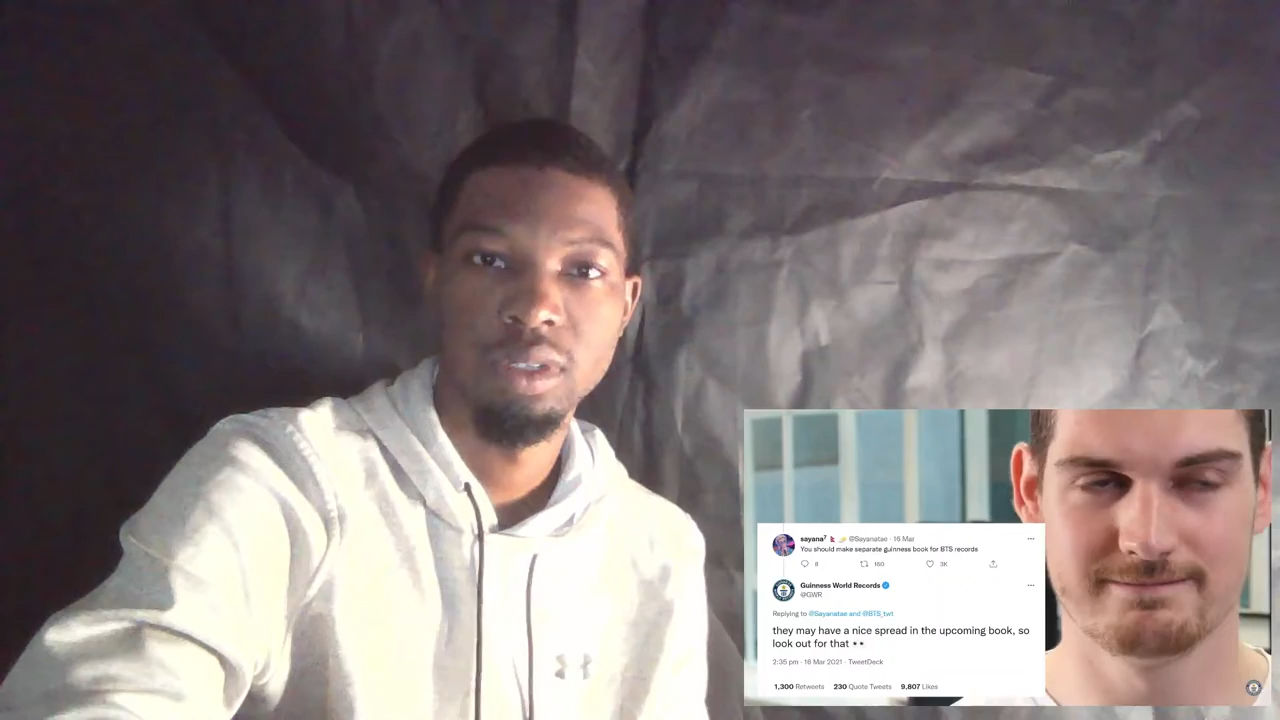 sayana⁷ @Sayanatae · 16 Mar
You should make separate guinness book for BTS records
8 160 3K
Guinness World Records
@GWR
Replying to @Sayanatae and @BTS_twt
they may have a nice spread in the upcoming book, so
look out for that 👀
2:35 pm · 16 Mar 2021 · TweetDeck
1,300 Retweets 230 Quote Tweets 9,807 Likes